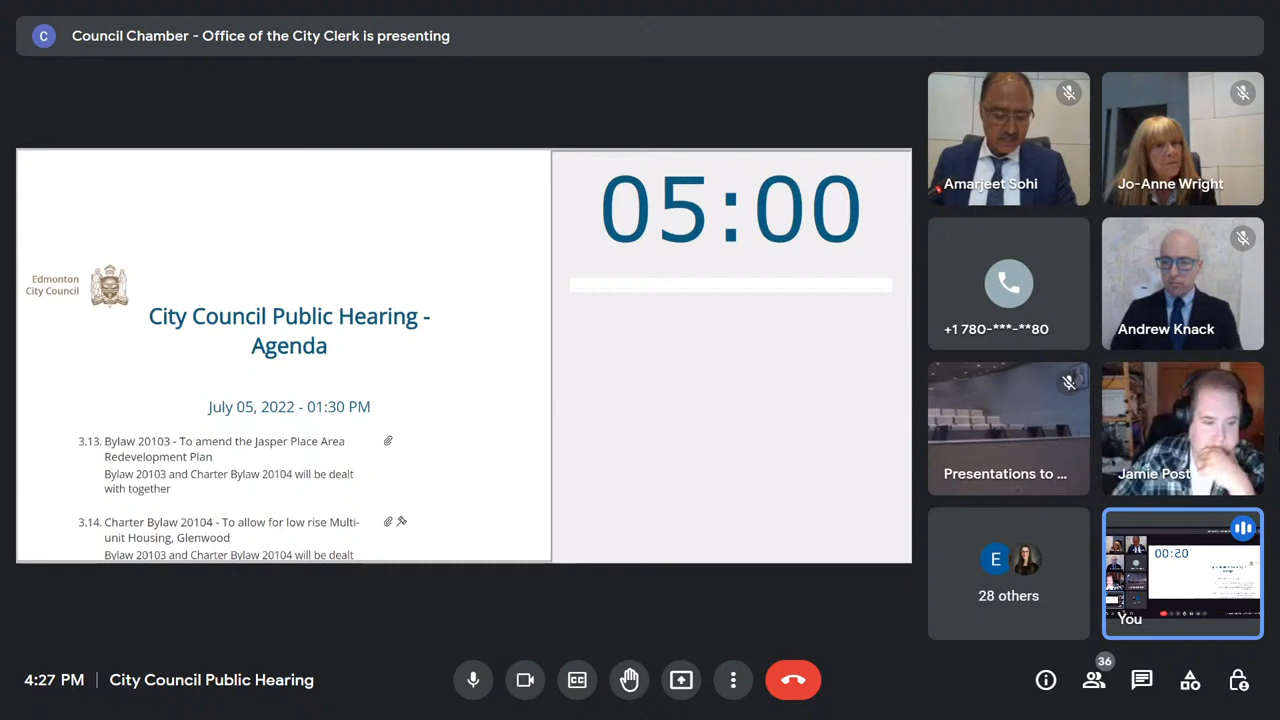 C
Council Chamber - Office of the City Clerk is presenting
Edmonton
City Council
City Council Public Hearing -
Agenda
July 05, 2022 - 01:30 PM
3.13. Bylaw 20103 - To amend the Jasper Place Area
Redevelopment Plan
Bylaw 20103 and Charter Bylaw 20104 will be dealt
with together
3.14. Charter Bylaw 20104 - To allow for low rise Multi-
unit Housing, Glenwood
Bylaw 20103 and Charter Bylaw 20104 will be dealt
05:00
Amarjeet Sohi
Jo-Anne Wright
+1 780-***-**80
Andrew Knack
Presentations to ...
Jamie Post
E
28 others
00:50
You
4:27 PM | City Council Public Hearing
CC
36